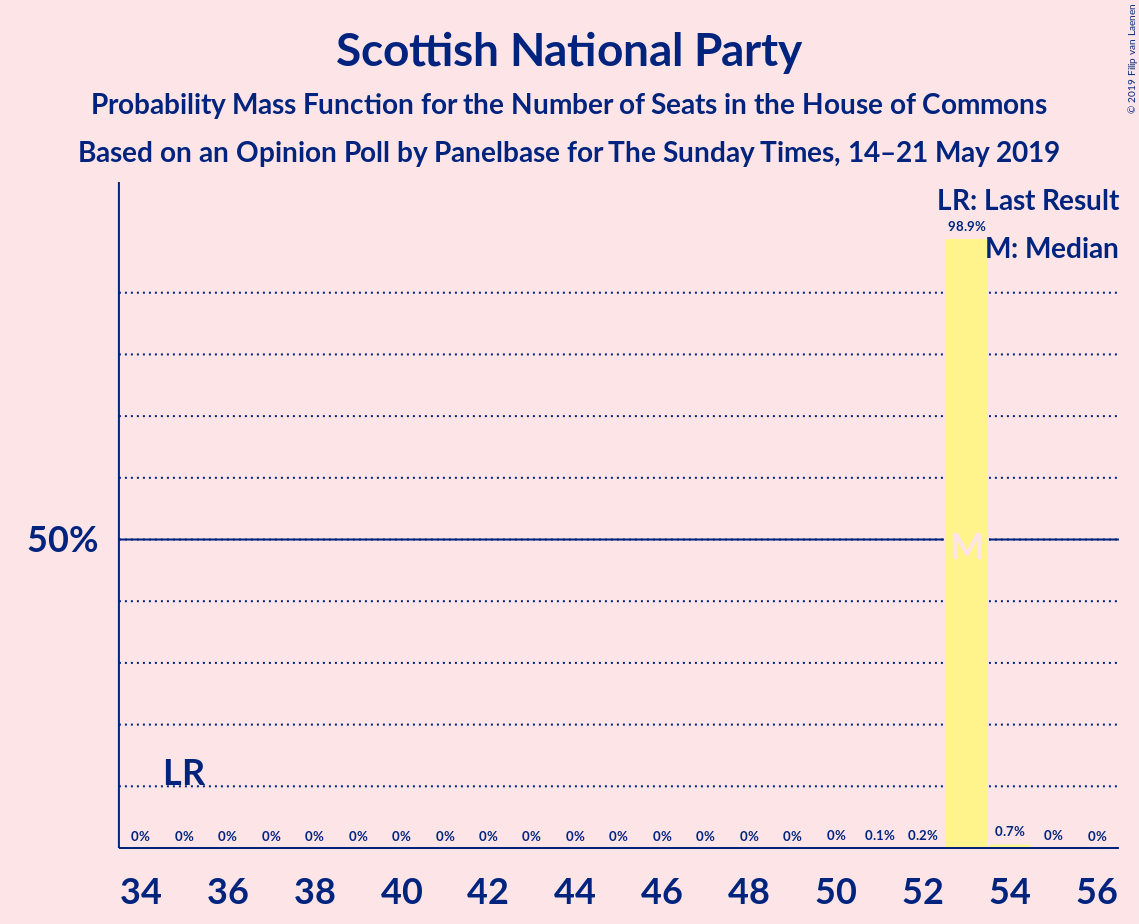 Scottish National Party
Probability Mass Function for the Number of Seats in the House of Commons
Based on an Opinion Poll by Panelbase for The Sunday Times, 14–21 May 2019
© 2019 Filip van Laenen
LR: Last Result
98.9%
M: Median
50%
M
LR
0% 0% 0% 0% 0% 0% 0% 0% 0% 0% 0% 0% 0% 0% 0% 0% 0% 0.1% 0.2% 0.7% 0% 0%
34 36 38 40 42 44 46 48 50 52 54 56